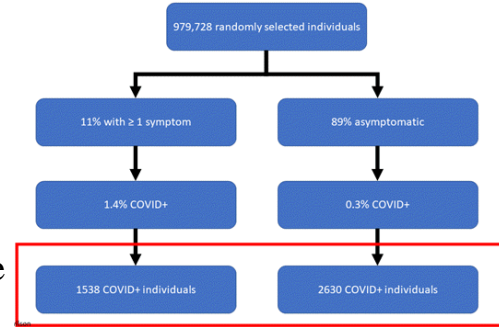 979,728 randomly selected individuals
11% with ≥ 1 symptom
89% asymptomatic
1.4% COVID+
0.3% COVID+
e
1538 COVID+ individuals
2630 COVID+ individuals